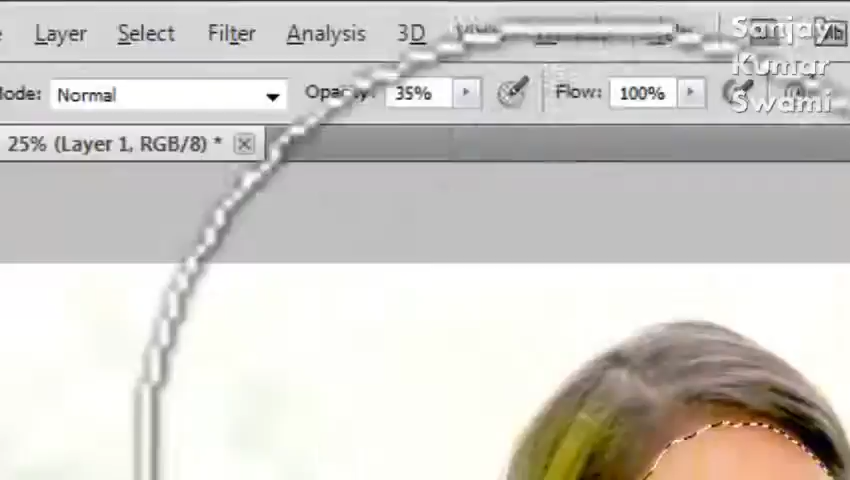 Layer Select Filter Analysis 3D
Mode: Normal Opacity: 35% Flow: 100%
25% (Layer 1, RGB/8) *
Sanjay
Kumar
Swami